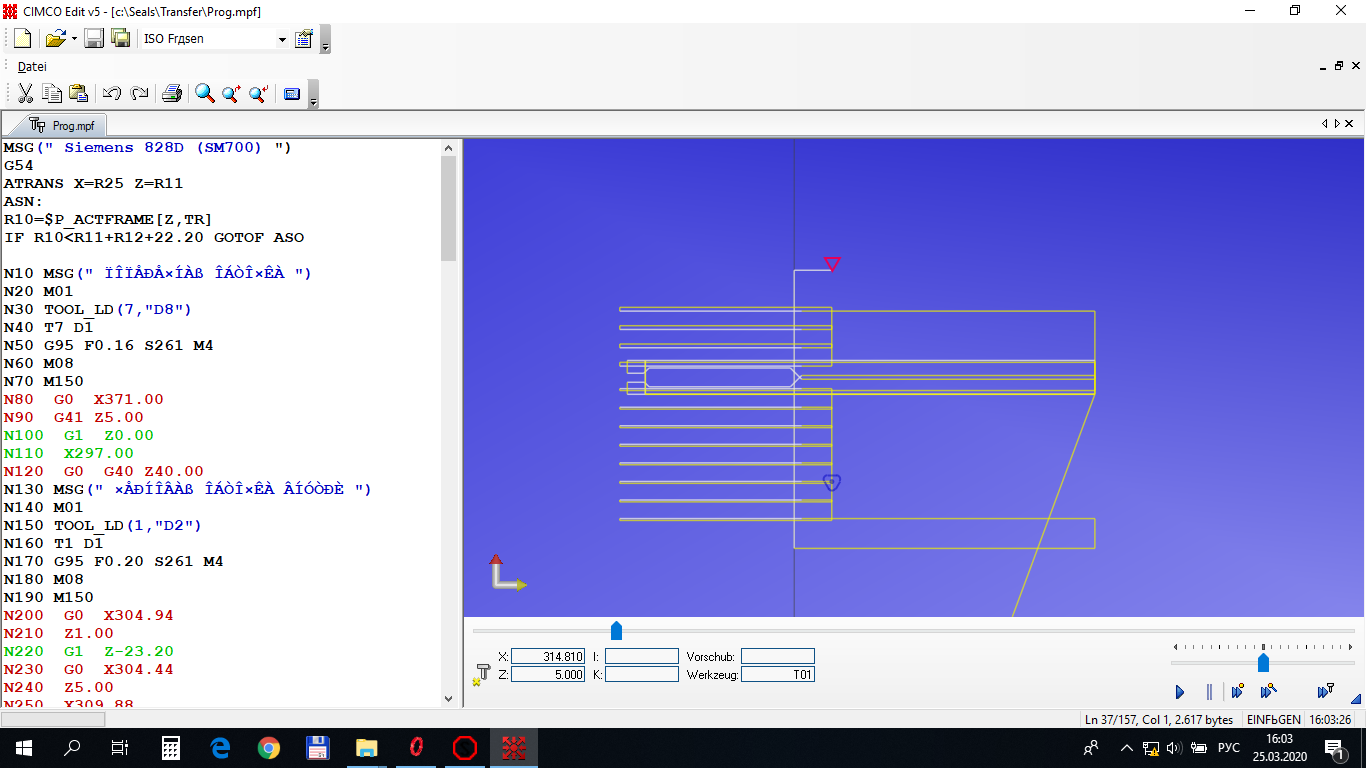 CIMCO Edit v5 - [c:\Seals\Transfer\Prog.mpf]
ISO Frдsen
Datei
Prog.mpf
MSG(" Siemens 828D (SM700) ")
G54
ATRANS X=R25 Z=R11
ASN:
R10=$P_ACTFRAME[Z,TR]
IF R10<R11+R12+22.20 GOTOF ASO
N10 MSG(" ÏÎÏÅÐÅ×ÍÀß ÎÁÒÎ×ÊÀ ")
N20 M01
N30 TOOL_LD(7,"D8")
N40 T7 D1
N50 G95 F0.16 S261 M4
N60 M08
N70 M150
N80 G0 X371.00
N90 G41 Z5.00
N100 G1 Z0.00
N110 X297.00
N120 G0 G40 Z40.00
N130 MSG(" ×ÅÐÍÎÂÀß ÎÁÒÎ×ÊÀ ÂÍÓÒÐÈ ")
N140 M01
N150 TOOL_LD(1,"D2")
N160 T1 D1
N170 G95 F0.20 S261 M4
N180 M08
N190 M150
N200 G0 X304.94
N210 Z1.00
N220 G1 Z-23.20
N230 G0 X304.44
N240 Z5.00
N250 X309.88
X: 314.810 I: Vorschub:
Z: 5.000 K: Werkzeug: T01
Ln 37/157, Col 1, 2.617 bytes EINFЬGEN 16:03:26
РУС
16:03
25.03.2020
1